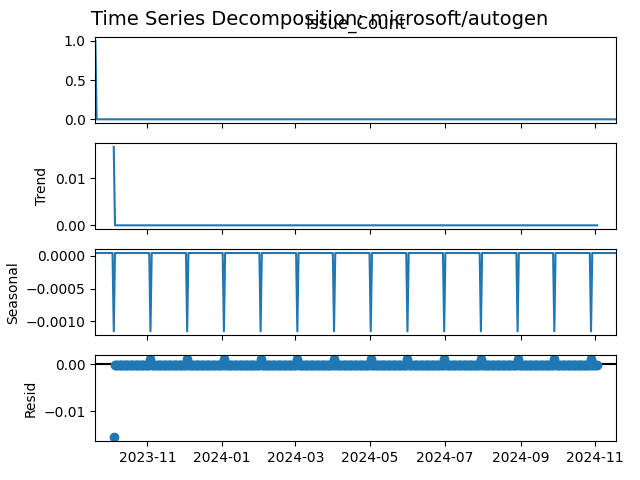 Time Series Decomposition: microsoft/autogen
Issue_Count
1.0
0.5
0.0
Trend
0.01
0.00
Seasonal
0.0000
−0.0005
−0.0010
Resid
0.00
−0.01
2023-11 2024-01 2024-03 2024-05 2024-07 2024-09 2024-11